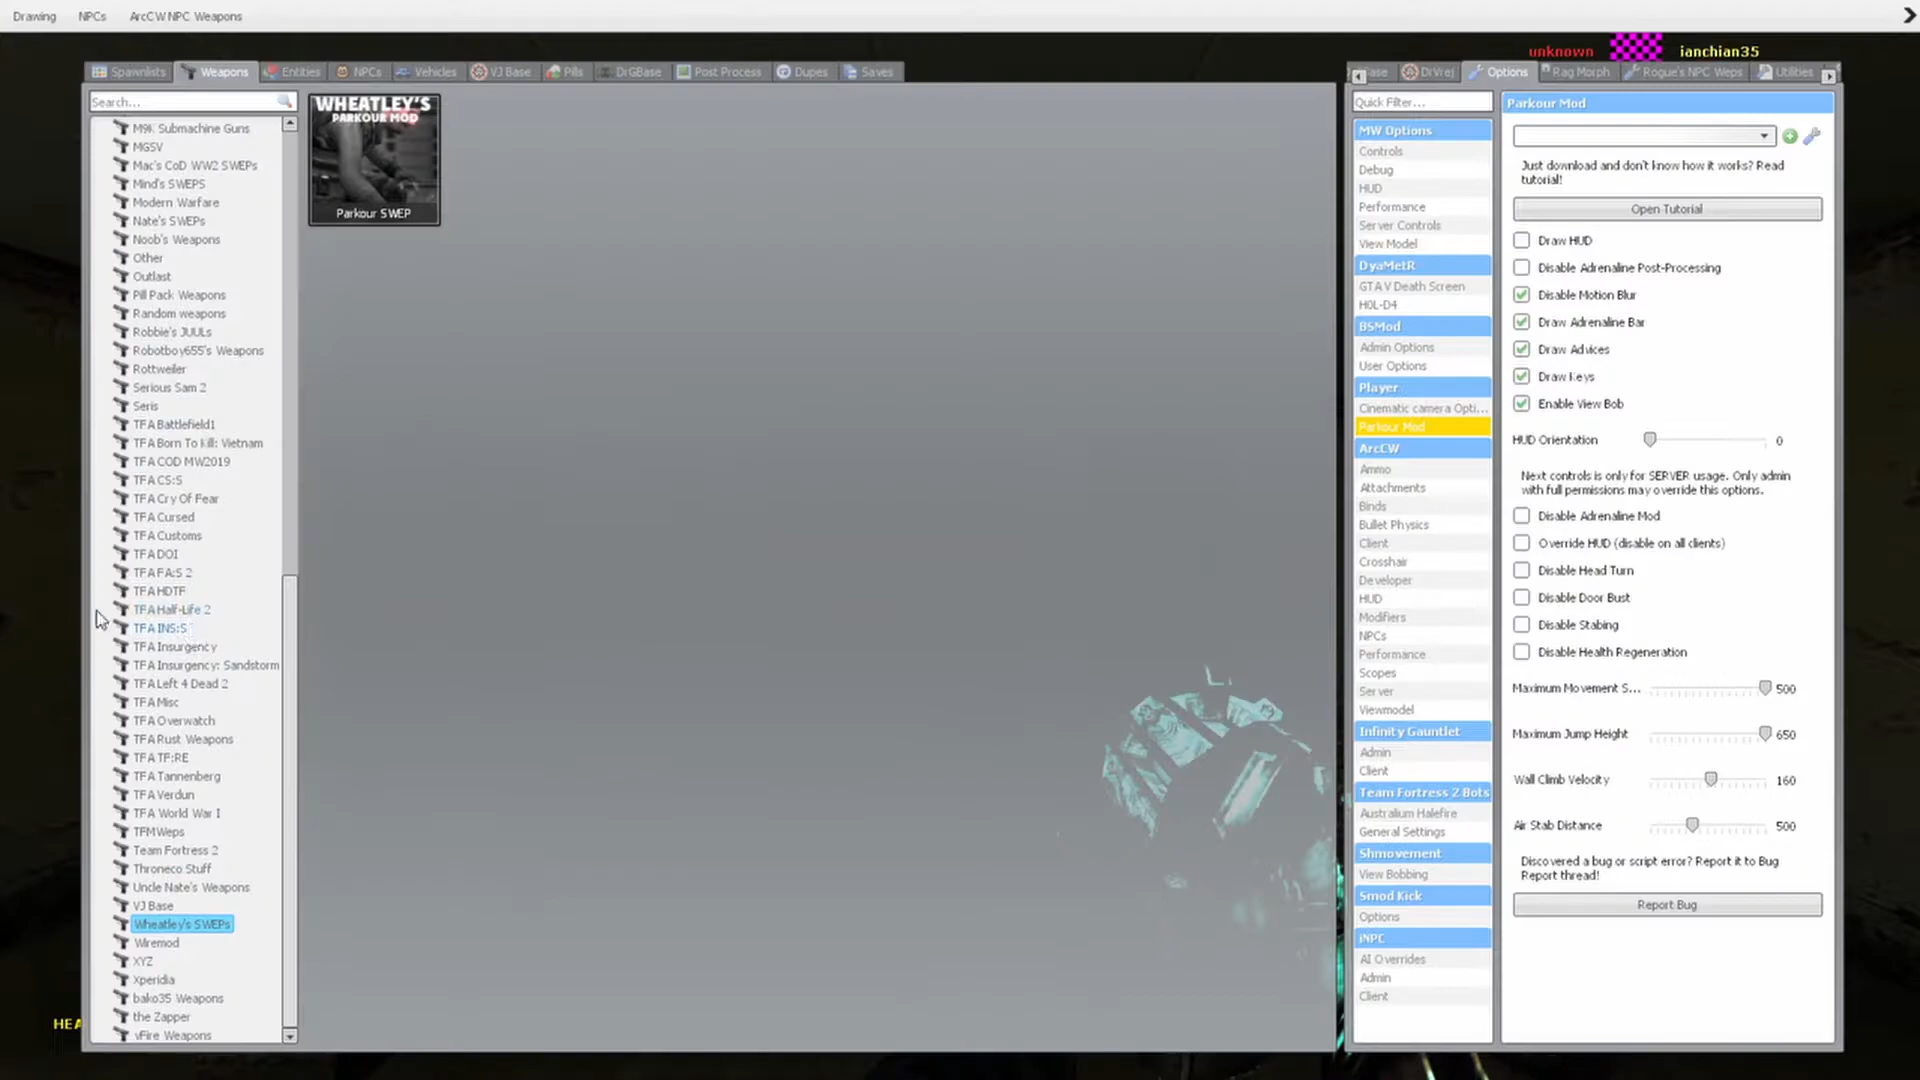 Drawing NPCs ArcCW NPC Weapons
unknown ianchian35
Spawnlists Weapons Entities NPCs Vehicles VJ Base Pills DrGBase Post Process Dupes Saves
Search...
M9K Submachine Guns
MGSV
Mac's CoD WW2 SWEPs
Mind's SWEPS
Modern Warfare
Nate's SWEPs
Noob's Weapons
Other
Outlast
Pill Pack Weapons
Random weapons
Robbie's JUULs
Robotboy655's Weapons
Rottweiler
Serious Sam 2
Seris
TFA Battlefield1
TFA Born To Kill: Vietnam
TFA COD MW2019
TFA CS:S
TFA Cry Of Fear
TFA Cursed
TFA Customs
TFA DOI
TFA FA:S 2
TFA HDTF
TFA Half-Life 2
TFA INS:S
TFA Insurgency
TFA Insurgency: Sandstorm
TFA Left 4 Dead 2
TFA Misc
TFA Overwatch
TFA Rust Weapons
TFA TF:RE
TFA Tannenberg
TFA Verdun
TFA World War I
TFMWeps
Team Fortress 2
Throneco Stuff
Uncle Nate's Weapons
VJ Base
Wheatley's SWEPs
Wiremod
XYZ
Xperidia
bako35 Weapons
the Zapper
vFire Weapons
HEA
WHEATLEY'S
PARKOUR MOD
Parkour SWEP
Base DrVrej Options Rag Morph Rogue's NPC Weps Utilities
Quick Filter...
MW Options
Controls
Debug
HUD
Performance
Server Controls
View Model
DyaMetR
GTA V Death Screen
H0L-D4
BSMod
Admin Options
User Options
Player
Cinematic camera Opti...
Parkour Mod
ArcCW
Ammo
Attachments
Binds
Bullet Physics
Client
Crosshair
Developer
HUD
Modifiers
NPCs
Performance
Scopes
Server
Viewmodel
Infinity Gauntlet
Admin
Client
Team Fortress 2 Bots
Australium Halefire
General Settings
Shmovement
View Bobbing
Smod Kick
Options
iNPC
AI Overrides
Admin
Client
Parkour Mod
Just download and don't know how it works? Read
tutorial!
Open Tutorial
Draw HUD
Disable Adrenaline Post-Processing
Disable Motion Blur
Draw Adrenaline Bar
Draw Advices
Draw Keys
Enable View Bob
HUD Orientation 0
Next controls is only for SERVER usage. Only admin
with full permissions may override this options.
Disable Adrenaline Mod
Override HUD (disable on all clients)
Disable Head Turn
Disable Door Bust
Disable Stabing
Disable Health Regeneration
Maximum Movement S... 500
Maximum Jump Height 650
Wall Climb Velocity 160
Air Stab Distance 500
Discovered a bug or script error? Report it to Bug
Report thread!
Report Bug